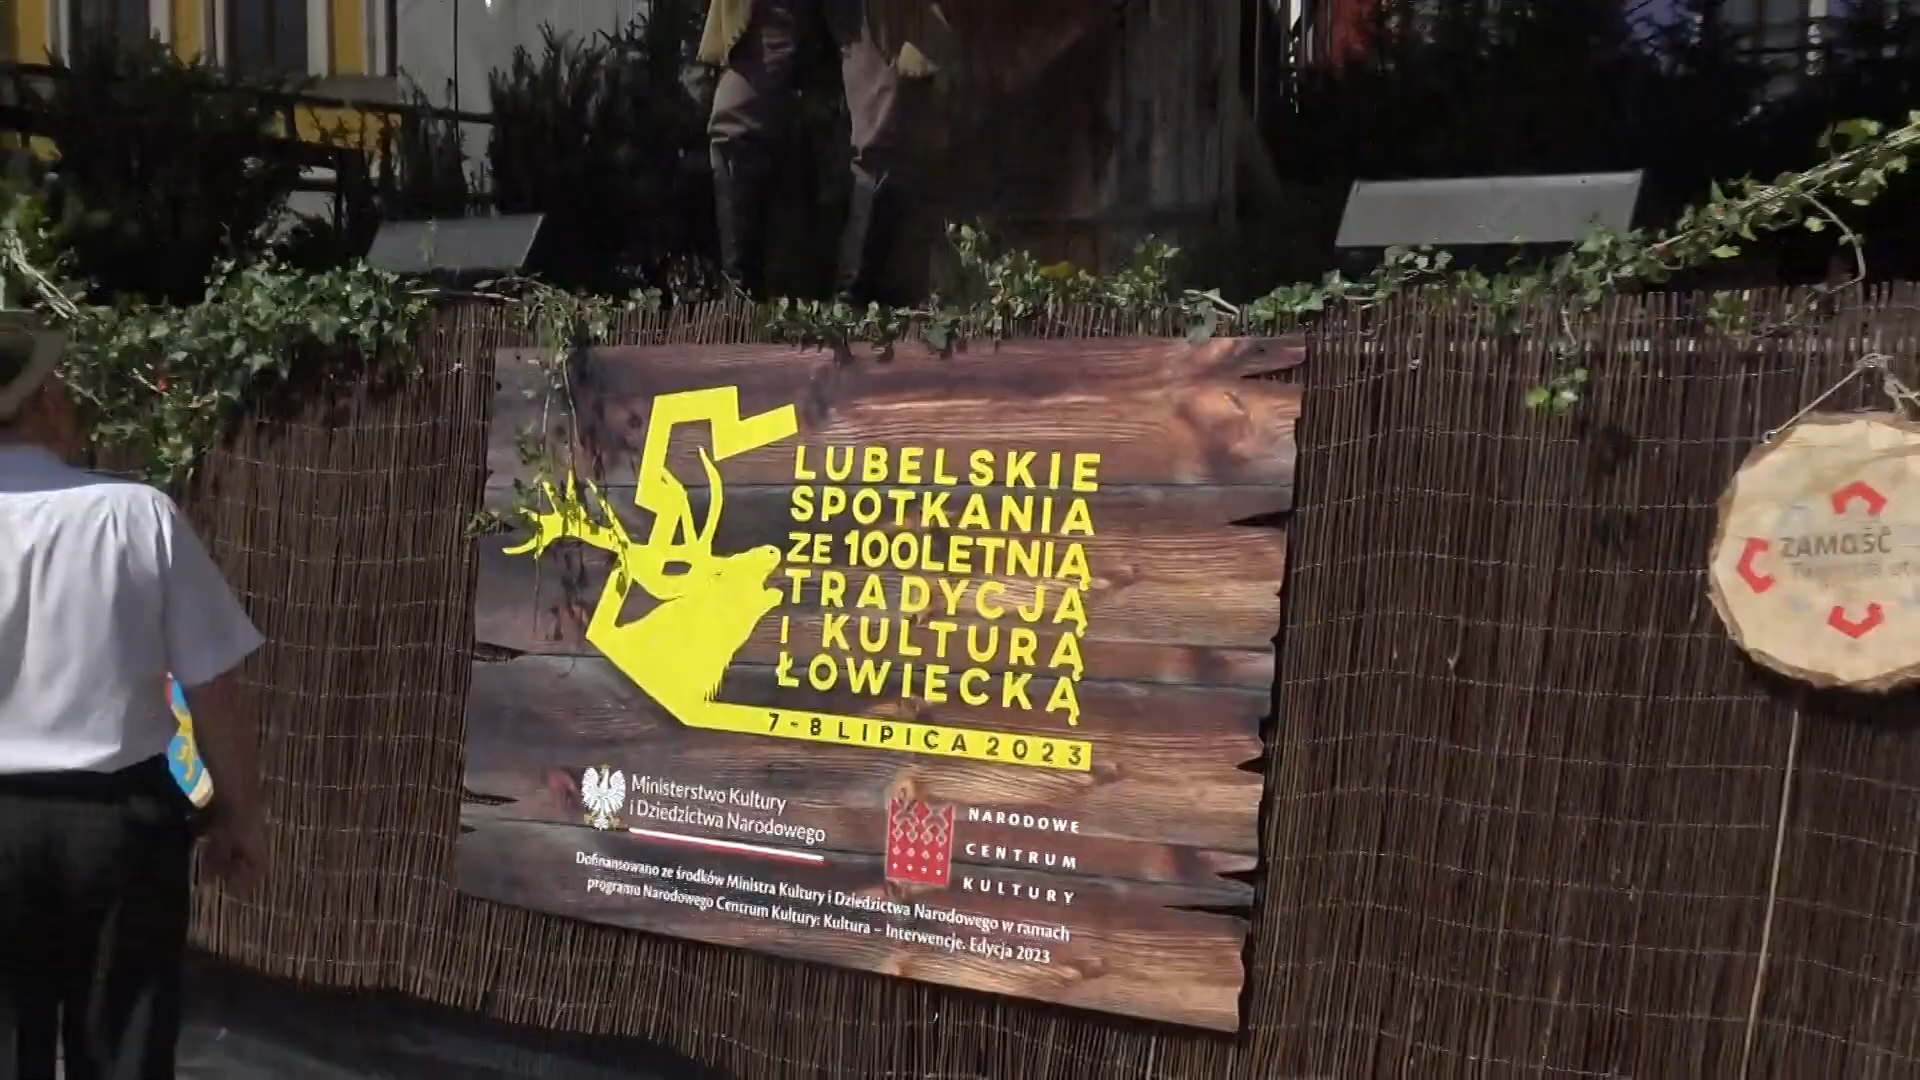 LUBELSKIE
SPOTKANIA
ZE 100LETNIĄ
TRADYCJĄ
I KULTURĄ
ŁOWIECKĄ
7-8 LIPICA 2023
Ministerstwo Kultury
i Dziedzictwa Narodowego
NARODOWE
CENTRUM
KULTURY
Dofinansowano ze środków Ministra Kultury i Dziedzictwa Narodowego w ramach
programu Narodowego Centrum Kultury: Kultura – Interwencje. Edycja 2023
ZAMOŚĆ